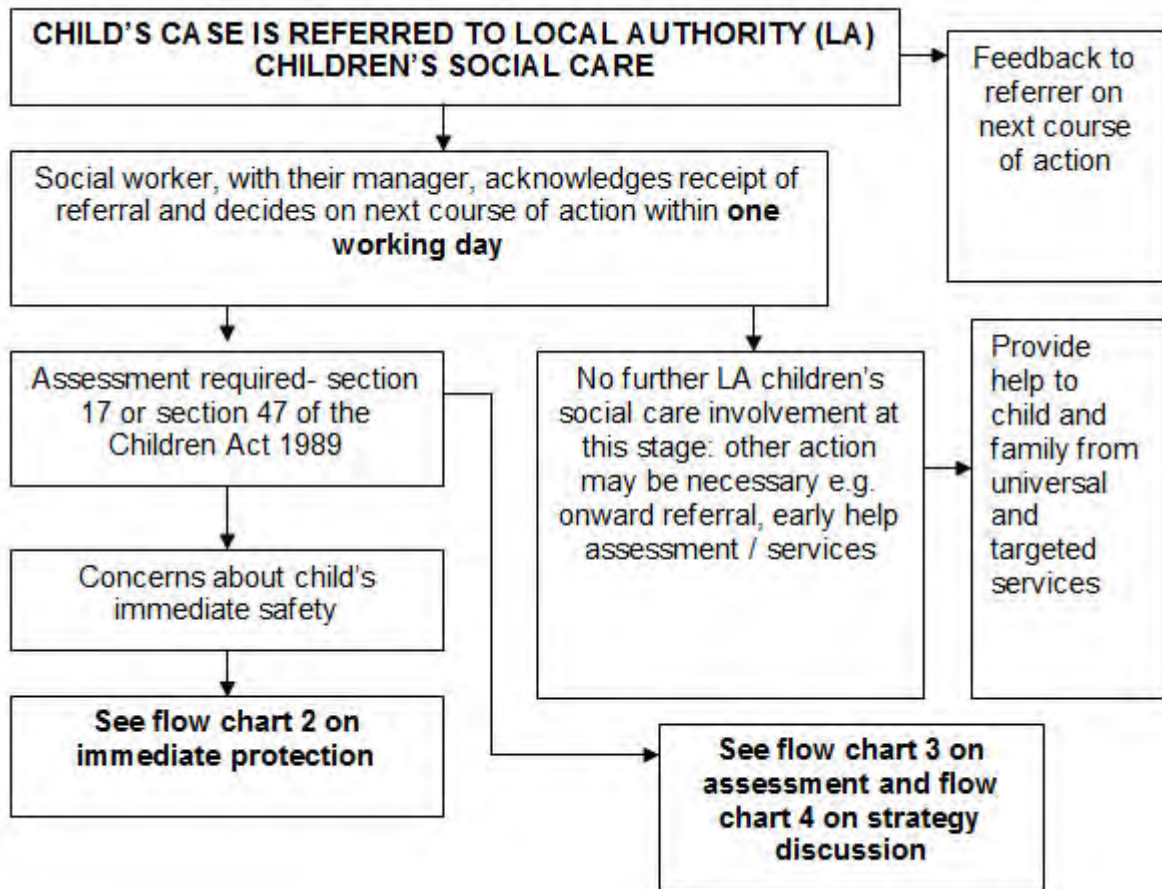 CHILD'S CASE IS REFERRED TO LOCAL AUTHORITY (LA)
CHILDREN'S SOCIAL CARE
Feedback to
referrer on
next course
of action
Social worker, with their manager, acknowledges receipt of
referral and decides on next course of action within one
working day
Assessment required- section
17 or section 47 of the
Children Act 1989
No further LA children's
social care involvement at
this stage: other action
may be necessary e.g.
onward referral, early help
assessment / services
Provide
help to
child and
family from
universal
and
targeted
services
Concerns about child's
immediate safety
See flow chart 2 on
immediate protection
See flow chart 3 on
assessment and flow
chart 4 on strategy
discussion